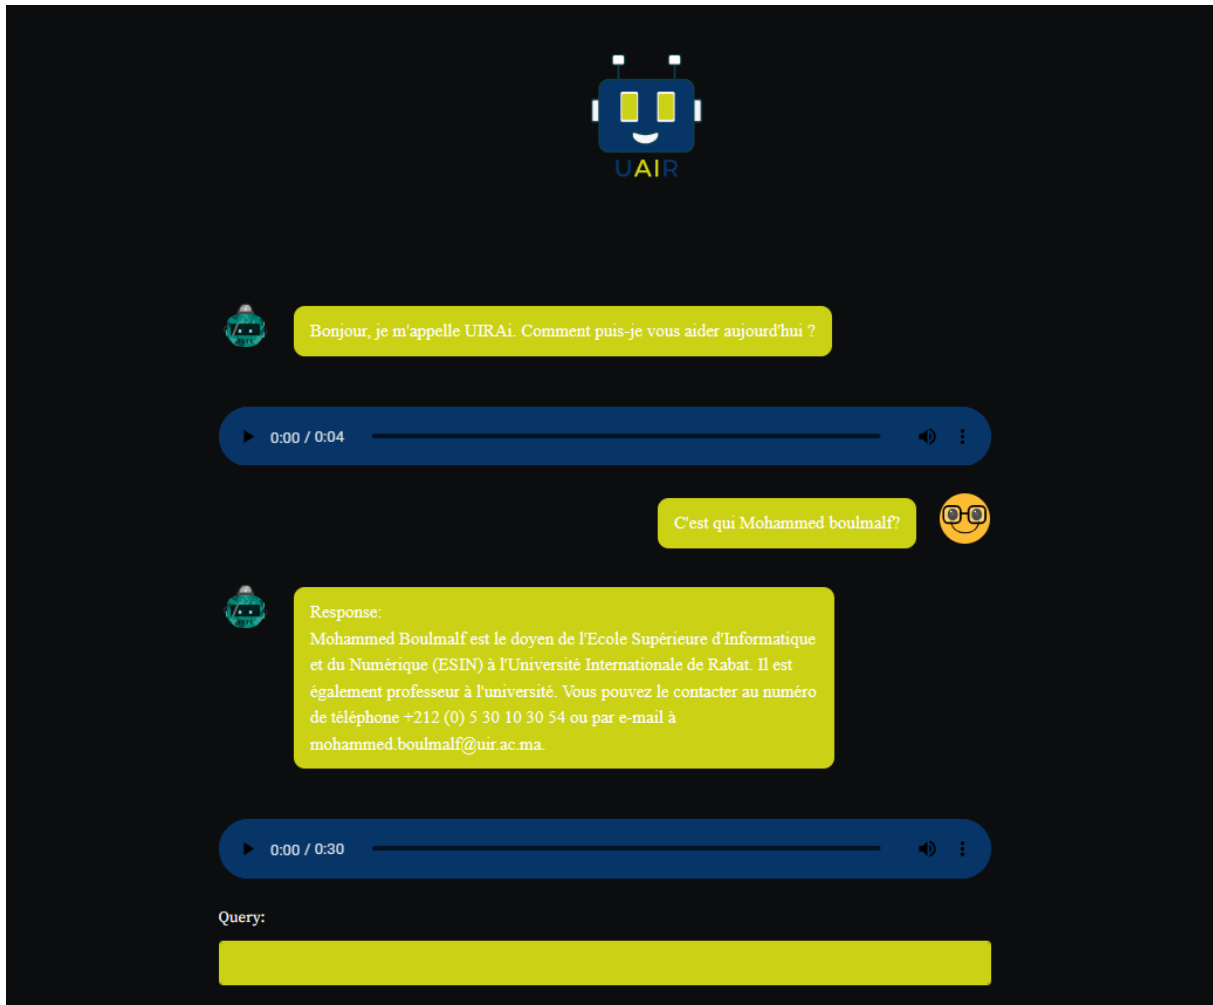 UAIR
Bonjour, je m'appelle UIRAi. Comment puis-je vous aider aujourd'hui ?
0:00 / 0:04
C'est qui Mohammed boulmalf?
Response:
Mohammed Boulmalf est le doyen de l'Ecole Supérieure d'Informatique
et du Numérique (ESIN) à l'Université Internationale de Rabat. Il est
également professeur à l'université. Vous pouvez le contacter au numéro
de téléphone +212 (0) 5 30 10 30 54 ou par e-mail à
mohammed.boulmalf@uir.ac.ma.
0:00 / 0:30
Query: